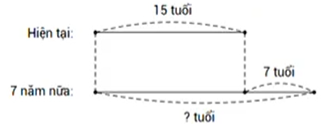 15 tuổi
Hiện tại:
7 tuổi
7 năm nữa:
? tuổi